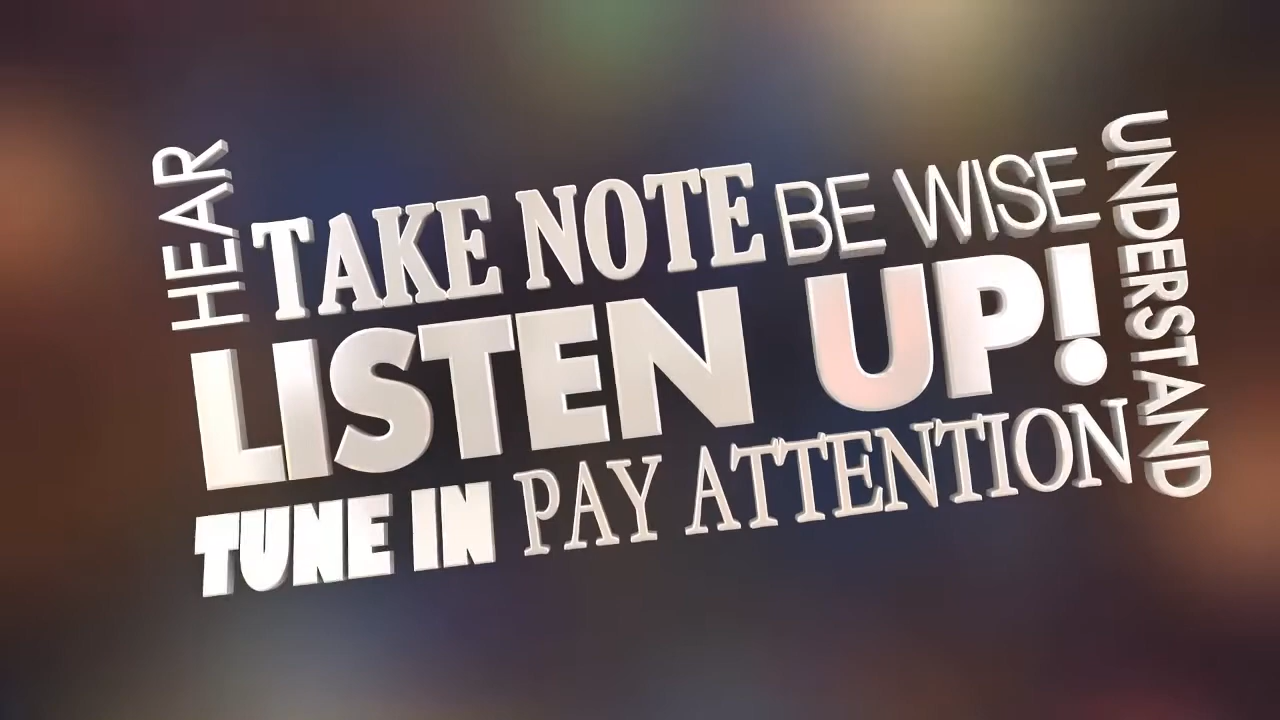 HEAR
TAKE NOTE BE WISE
LISTEN UP!
TUNE IN PAY ATTENTION
UNDERSTAND